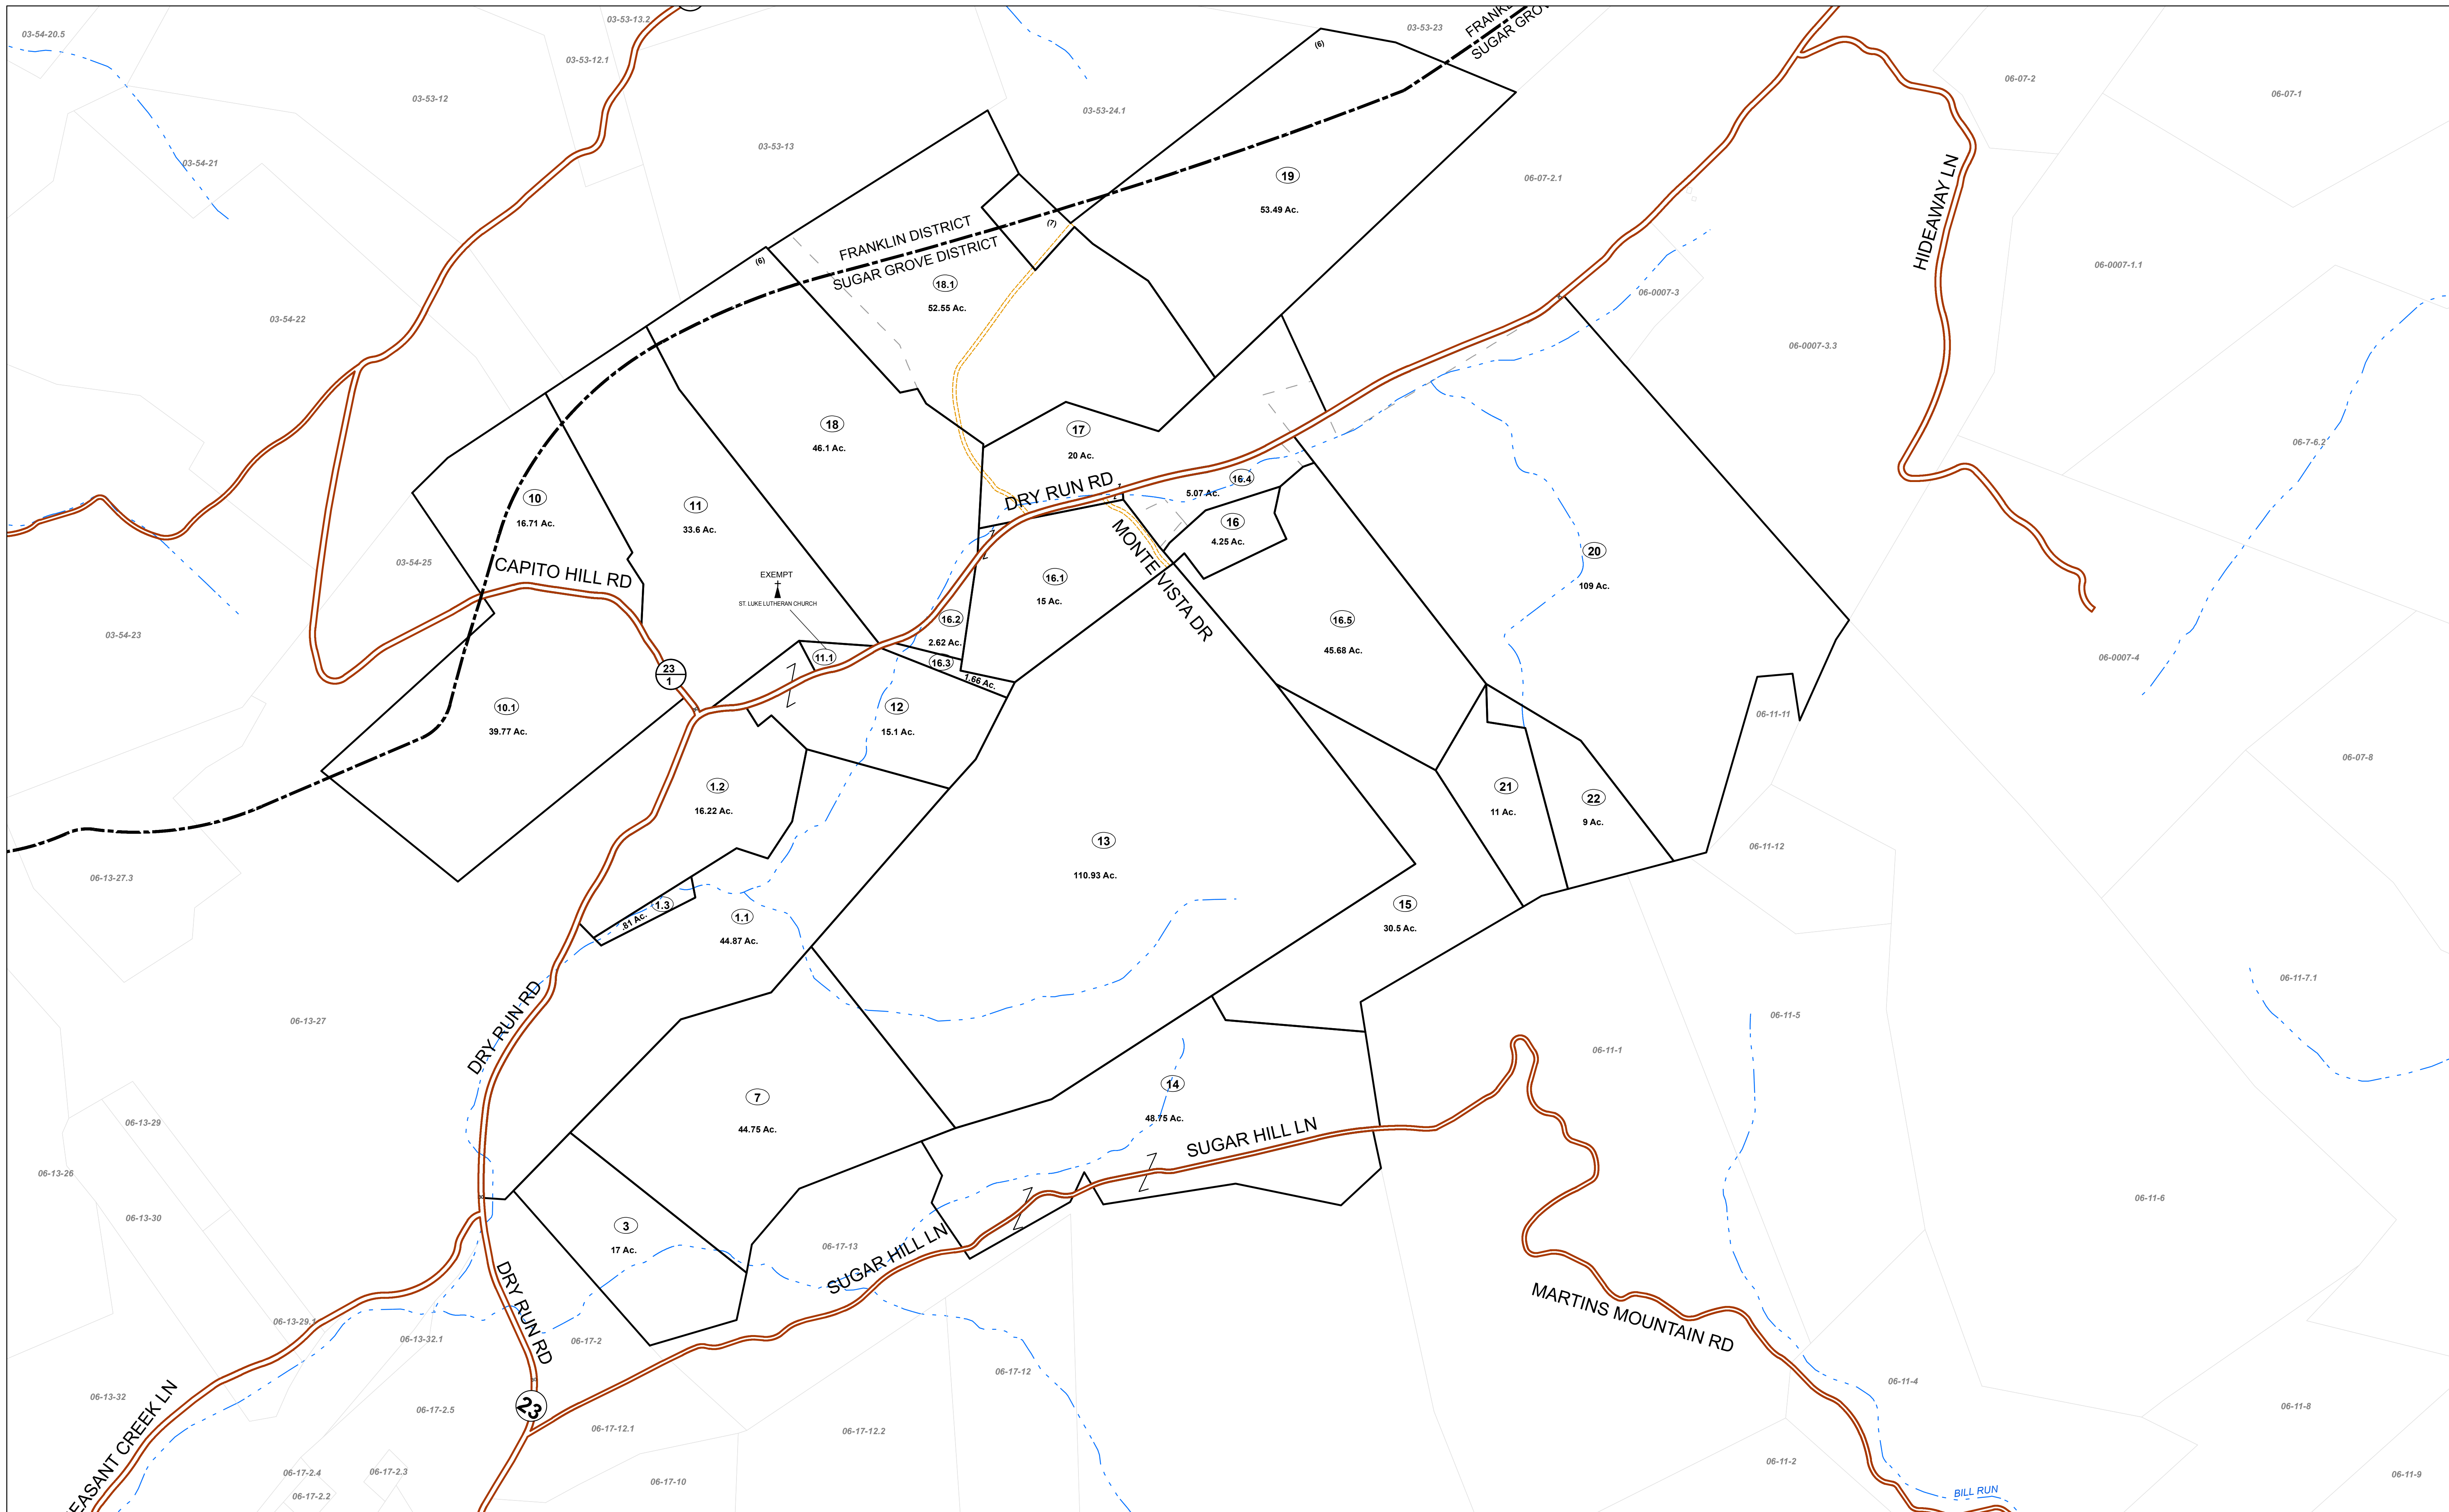 03-54-20.5
03-53-13.2
03-53-23
SUGAR GROV
03-53-12.1
03-53-12
03-53-24.1
06-07-2
06-07-1
(6)
03-53-13
03-54-21
19
53.49 Ac.
06-07-2.1
HIDEAWAY LN
(7)
FRANKLIN DISTRICT
SUGAR GROVE DISTRICT
(6)
18.1
52.55 Ac.
06-0007-1.1
06-0007-3
03-54-22
06-0007-3.3
18
46.1 Ac.
17
20 Ac.
06-7-6.2
10
16.71 Ac.
11
33.6 Ac.
DRY RUN RD
16.4
5.07 Ac.
16
4.25 Ac.
MONTE VISTA DR
20
109 Ac.
03-54-25
CAPITO HILL RD
EXEMPT
ST. LUKE LUTHERAN CHURCH
16.1
15 Ac.
16.2
2.62 Ac.
16.5
45.68 Ac.
03-54-23
11.1
16.3
1.66 Ac.
06-0007-4
23
1
10.1
39.77 Ac.
12
15.1 Ac.
06-11-11
06-07-8
1.2
16.22 Ac.
21
11 Ac.
22
9 Ac.
13
110.93 Ac.
06-11-12
06-13-27.3
1.3
.81 Ac.
1.1
44.87 Ac.
15
30.5 Ac.
06-11-7.1
06-13-27
DRY RUN RD
06-11-5
06-11-1
7
44.75 Ac.
14
48.75 Ac.
SUGAR HILL LN
06-13-29
06-13-26
06-13-30
3
17 Ac.
06-17-13
SUGAR HILL LN
06-11-6
DRY RUN RD
06-13-29.1
06-13-32.1
06-17-2
MARTINS MOUNTAIN RD
06-17-12
06-11-4
06-13-32
23
06-17-2.5
06-17-12.1
06-17-12.2
06-11-8
EASANT CREEK LN
06-17-2.4
06-17-2.3
06-17-2.2
06-17-10
06-11-2
06-11-9
BILL RUN